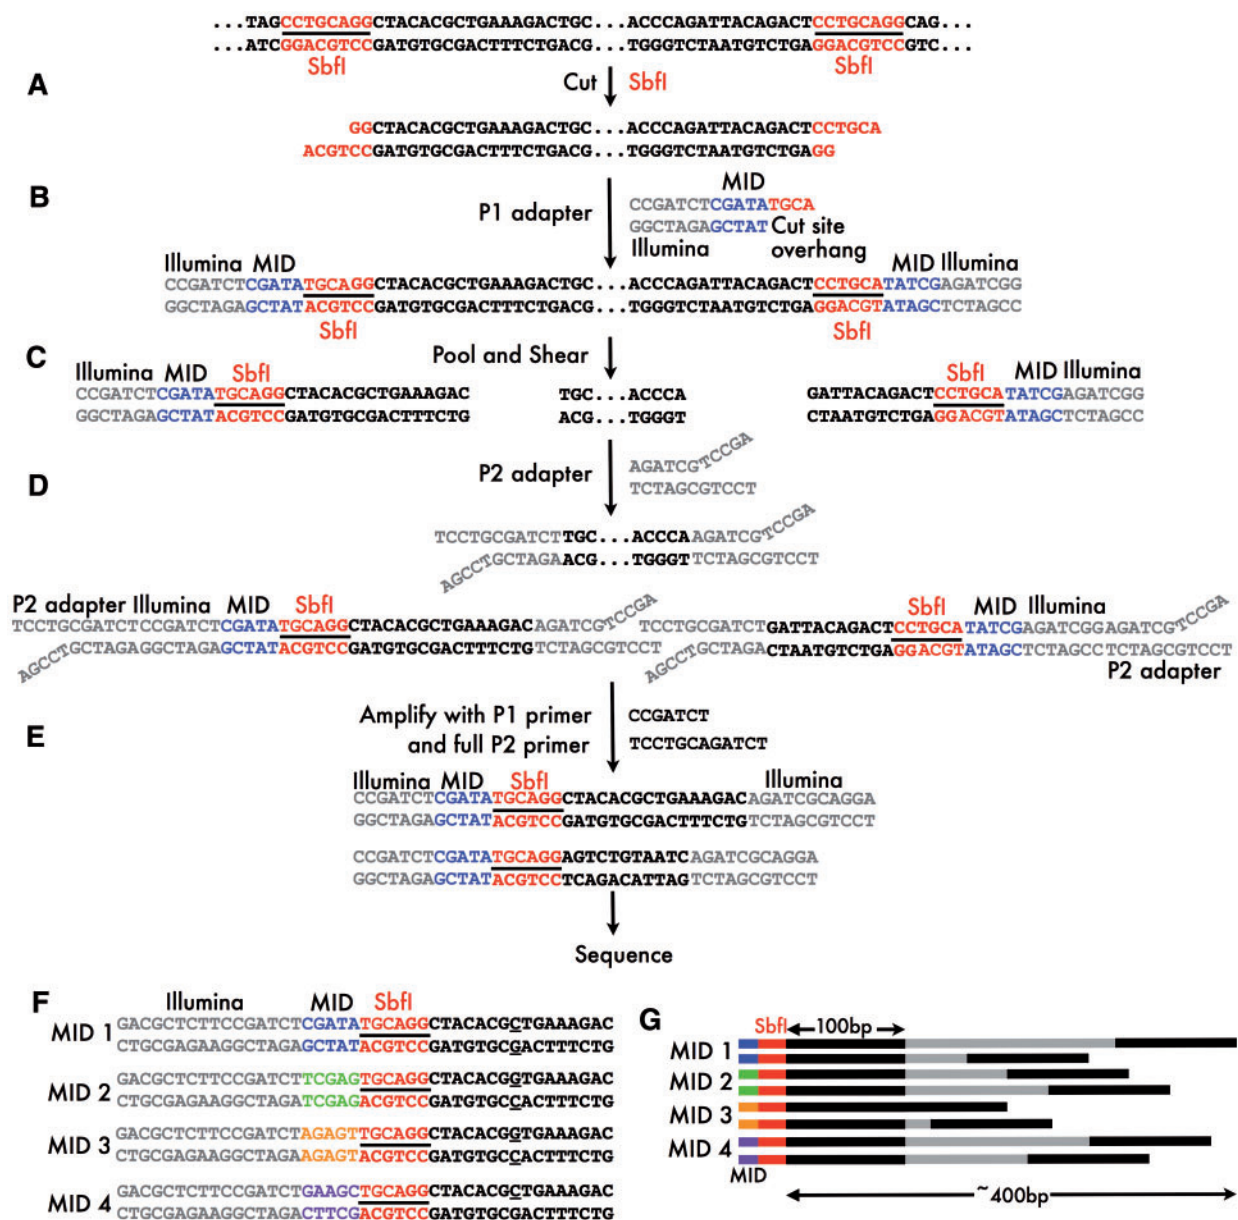 ...TAGCCTGCAGGCTACACGCTGAAAGACTGC...ACCCAGATTACAGACTCCTGCAGGCAG...
...ATCGGACGTCCGATGTGCGACTTTCTGACG...TGGGTCTAATGTCTGAGGACGTCCGTC...
SbfI SbfI
A Cut SbfI
GGCTACACGCTGAAAGACTGC...ACCCAGATTACAGACTCCTGCA
ACGTCCGATGTGCGACTTTCTGACG...TGGGTCTAATGTCTGAGG
MID
B P1 adapter CCGATCTCGATATGCA
GGCTAGAGCTAT Cut site
Illumina overhang
Illumina MID MID Illumina
CCGATCTCGATATGCAGGCTACACGCTGAAAGACTGC...ACCCAGATTACAGACTCCTGCATATCGAGATCGG
GGCTAGAGCTATACGTCCGATGTGCGACTTTCTGACG...TGGGTCTAATGTCTGAGGACGTATAGCTCTAGCC
SbfI SbfI
C Pool and Shear
Illumina MID SbfI SbfI MID Illumina
CCGATCTCGATATGCAGGCTACACGCTGAAAGAC TGC...ACCCA GATTACAGACTCCTGCATATCGAGATCGG
GGCTAGAGCTATACGTCCGATGTGCGACTTTCTG ACG...TGGGT CTAATGTCTGAGGACGTATAGCTCTAGCC
D P2 adapter AGATCGTCCGA
TCTAGCGTCCT
TCCTGCGATCTTGC...ACCCAAGATCGTCCGA
AGCCTGCTAGAACG...TGGGTTCTAGCGTCCT
P2 adapter Illumina MID SbfI SbfI MID Illumina
TCCTGCGATCTCCGATCTCGATATGCAGGCTACACGCTGAAAGACAGATCGTCCGA TCCTGCGATCTGATTACAGACTCCTGCATATCGAGATCGGAGATCGTCCGA
AGCCTGCTAGAGGCTAGAGCTATACGTCCGATGTGCGACTTTCTGTCTAGCGTCCT AGCCTGCTAGACTAATGTCTGAGGACGTATAGCTCTAGCCTCTAGCGTCCT
P2 adapter
E Amplify with P1 primer CCGATCT
and full P2 primer TCCTGCAGATCT
Illumina MID SbfI Illumina
CCGATCTCGATATGCAGGCTACACGCTGAAAGACAGATCGCAGGA
GGCTAGAGCTATACGTCCGATGTGCGACTTTCTGTCTAGCGTCCT
CCGATCTCGATATGCAGGAGTCTGTAATCAGATCGCAGGA
GGCTAGAGCTATACGTCCTCAGACATTAGTCTAGCGTCCT
Sequence
F Illumina MID SbfI
MID 1 GACGCTCTTCCGATCTCGATATGCAGGCTACACGCTGAAAGAC
CTGCGAGAAGGCTAGAGCTATACGTCCGATGTGCGACTTTCTG
MID 2 GACGCTCTTCCGATCTTCGAGTGCAGGCTACACGGTGAAAGAC
CTGCGAGAAGGCTAGATCGAGACGTCCGATGTGCCACTTTCTG
MID 3 GACGCTCTTCCGATCTAGAGTTGCAGGCTACACGGTGAAAGAC
CTGCGAGAAGGCTAGAAGAGTACGTCCGATGTGCCACTTTCTG
MID 4 GACGCTCTTCCGATCTGAAGCTGCAGGCTACACGCTGAAAGAC
CTGCGAGAAGGCTAGACTTCGACGTCCGATGTGCGACTTTCTG
G SbfI 100bp
MID 1
MID 2
MID 3
MID 4
MID
~400bp